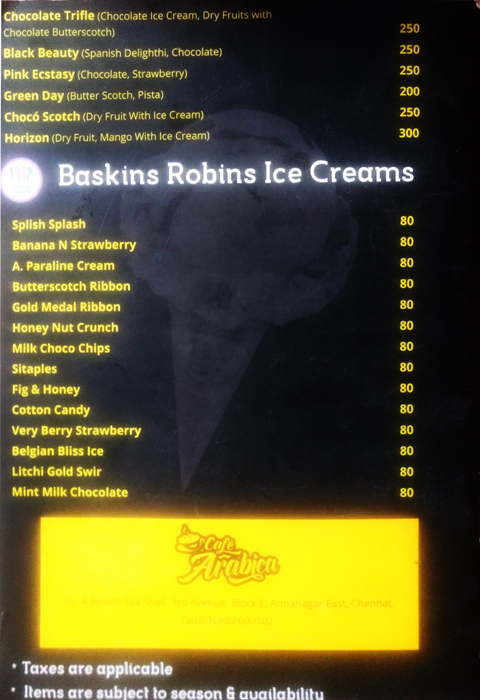 Chocolate Trifle (Chocolate Ice Cream, Dry Fruits with
Chocolate Butterscotch) 250
Black Beauty (Spanish Delighthi, Chocolate) 250
Pink Ecstasy (Chocolate, Strawberry) 250
Green Day (Butter Scotch, Pista) 200
Chocó Scotch (Dry Fruit With Ice Cream) 250
Horizon (Dry Fruit, Mango With Ice Cream) 300
BR Baskins Robins Ice Creams
Splish Splash 80
Banana N Strawberry 80
A. Paraline Cream 80
Butterscotch Ribbon 80
Gold Medal Ribbon 80
Honey Nut Crunch 80
Milk Choco Chips 80
Sitaples 80
Fig & Honey 80
Cotton Candy 80
Very Berry Strawberry 80
Belgian Bliss Ice 80
Litchi Gold Swir 80
Mint Milk Chocolate 80
Cafe
Arabica
3rd Avenue, Block E, Annanagar East, Chennai,
Tamil Nadu 600102
* Taxes are applicable
* Items are subject to season & availability